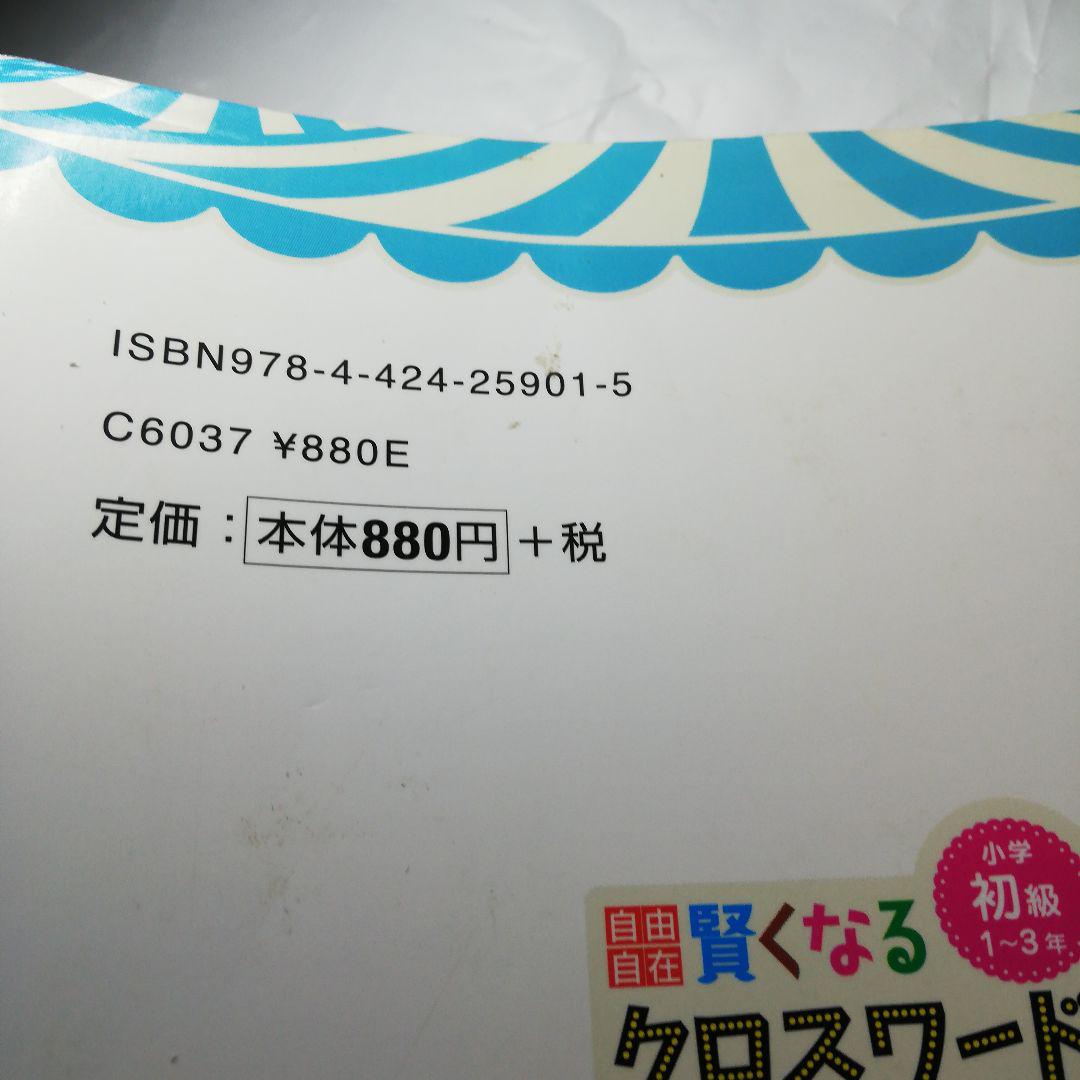 ISBN978-4-424-25901-5
C6037 ¥880E
定価：本体880円＋税
小学
初級
1〜3年
自由
自在
賢くなる
クロスワード